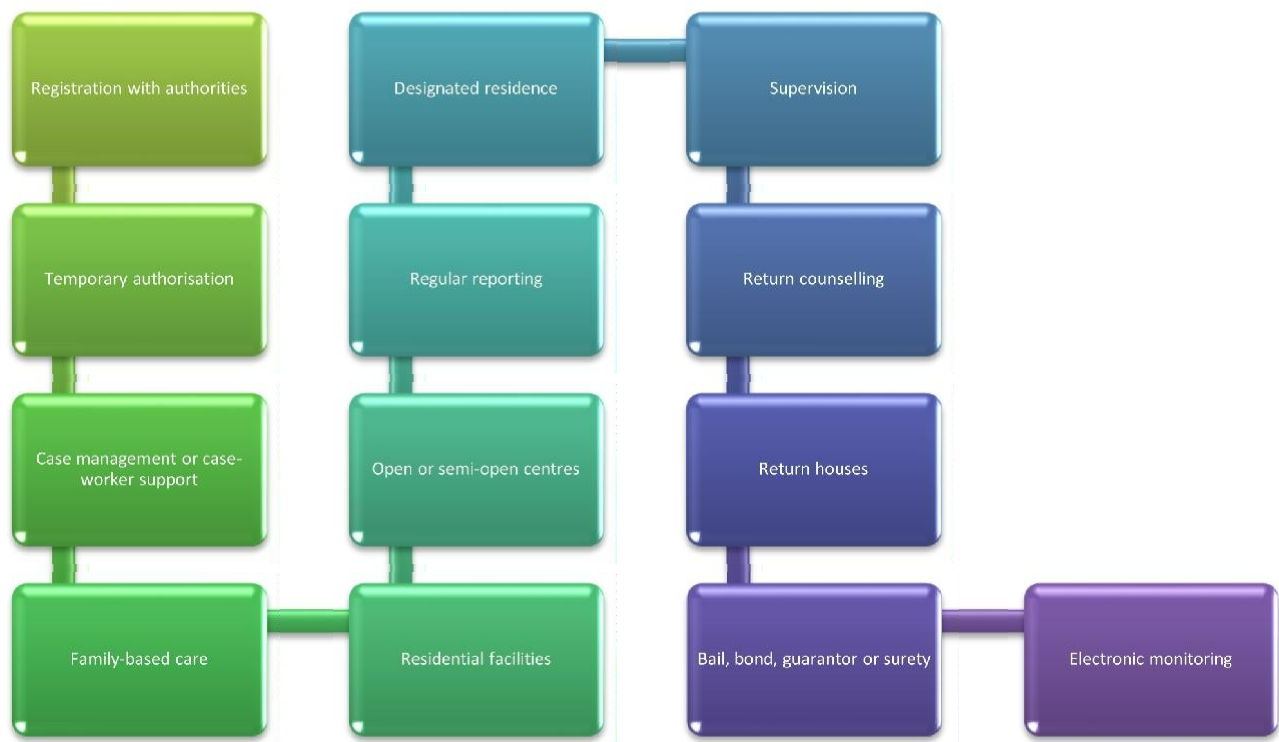 Registration with authorities
Temporary authorisation
Case management or case-
worker support
Family-based care
Residential facilities
Open or semi-open centres
Regular reporting
Designated residence
Supervision
Return counselling
Return houses
Bail, bond, guarantor or surety
Electronic monitoring